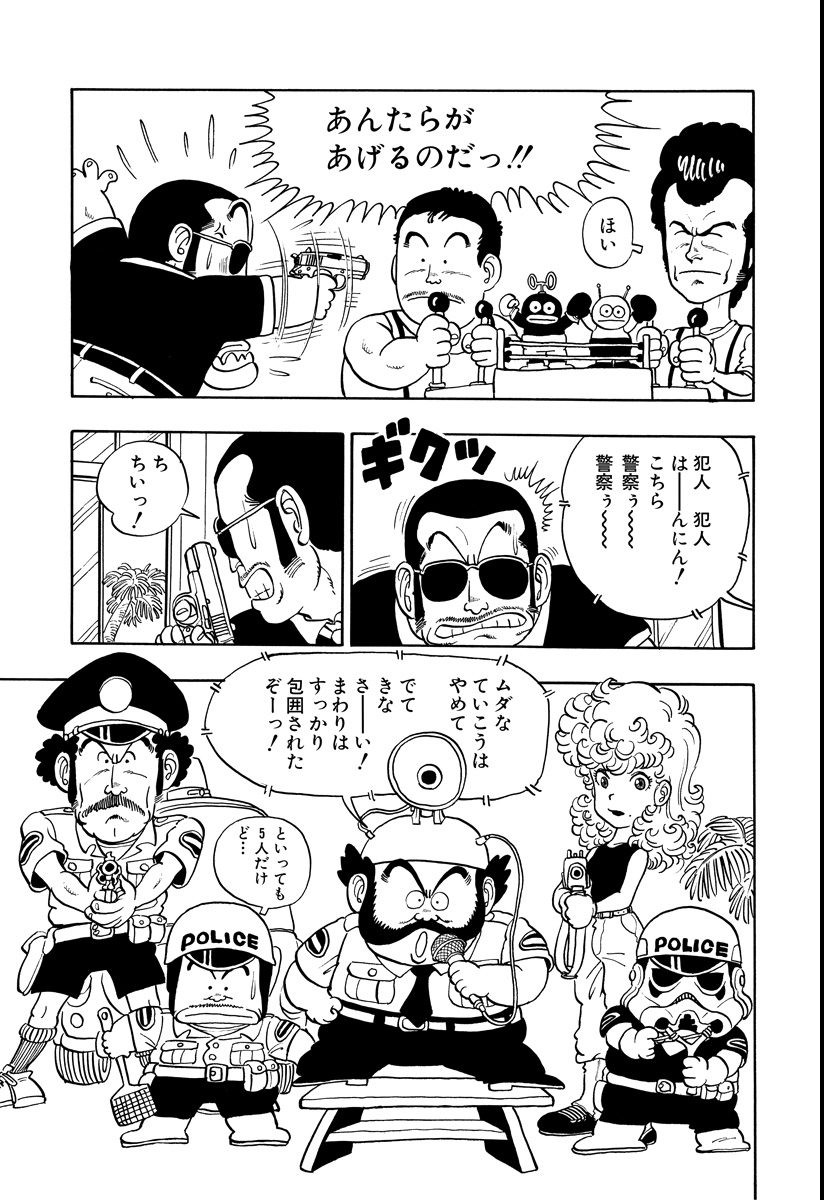 あんたらが
あげるのだっ!!
ほい
犯人 犯人
は――んにん!
こちら
警察ぅ〜〜
警察ぅ〜〜
ギクッ
ち
ちいっ!
ムダな
ていこうは
やめて
でて
きな
さ――い!
まわりは
すっかり
包囲された
ぞーっ!
といっても
5人だけ
ど…
POLICE
POLICE